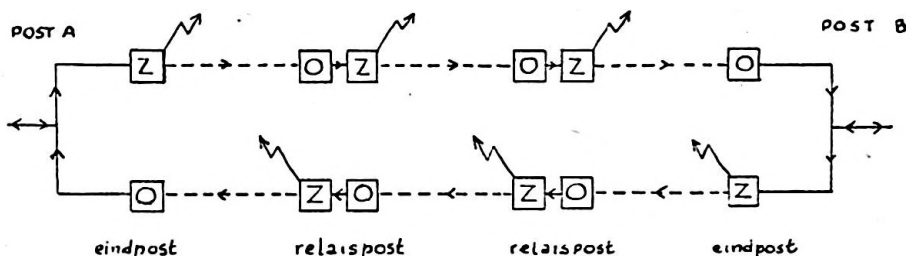 POST A POST B
Z O Z O Z O
O Z O Z O Z
eindpost relaispost relaispost eindpost